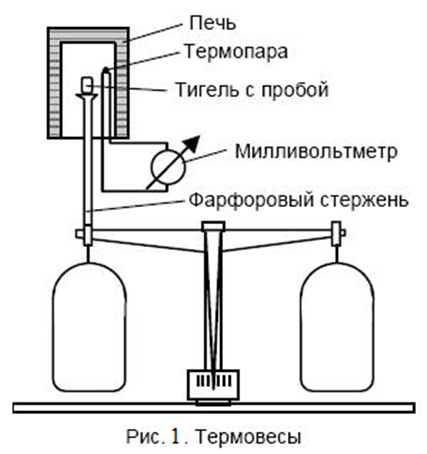 Печь
Термопара
Тигель с пробой
Милливольтметр
Фарфоровый стержень
Рис. 1. Термовесы